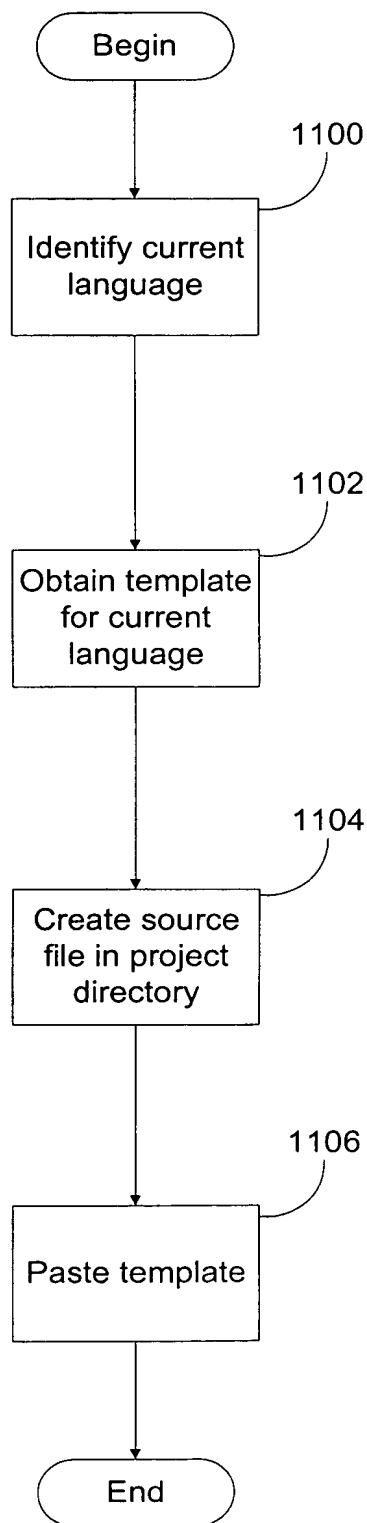 Begin
1100
Identify current
language
1102
Obtain template
for current
language
1104
Create source
file in project
directory
1106
Paste template
End